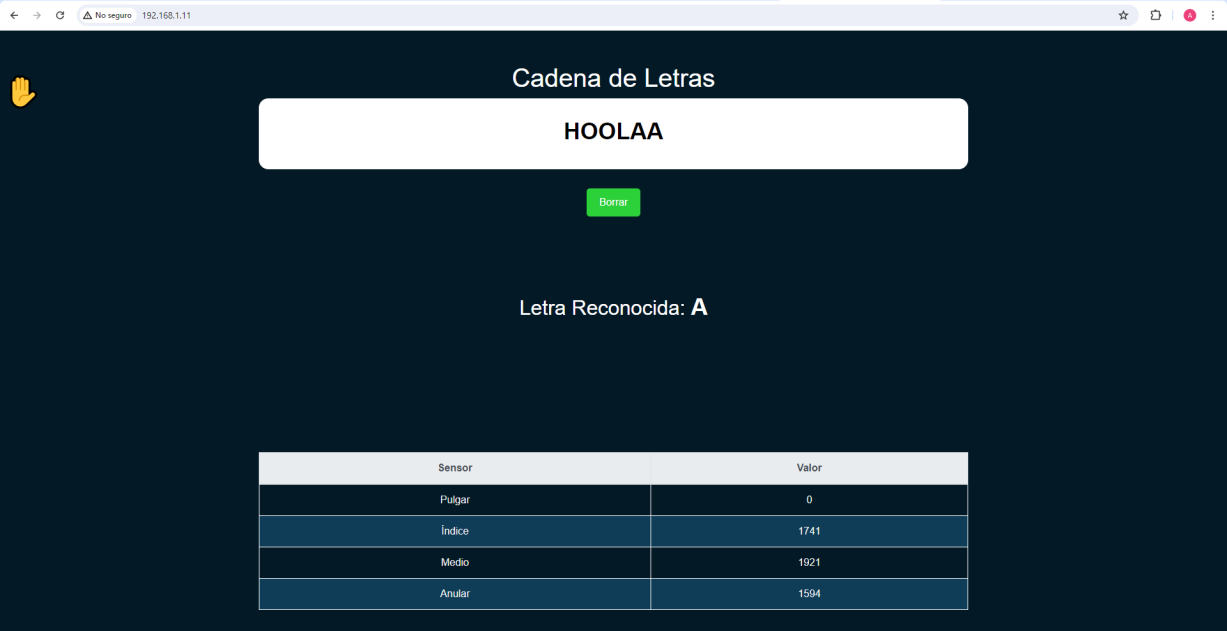 No seguro 192.168.1.11
A
Cadena de Letras
HOOLAA
Borrar
Letra Reconocida: A
Sensor Valor
Pulgar 0
Índice 1741
Medio 1921
Anular 1594